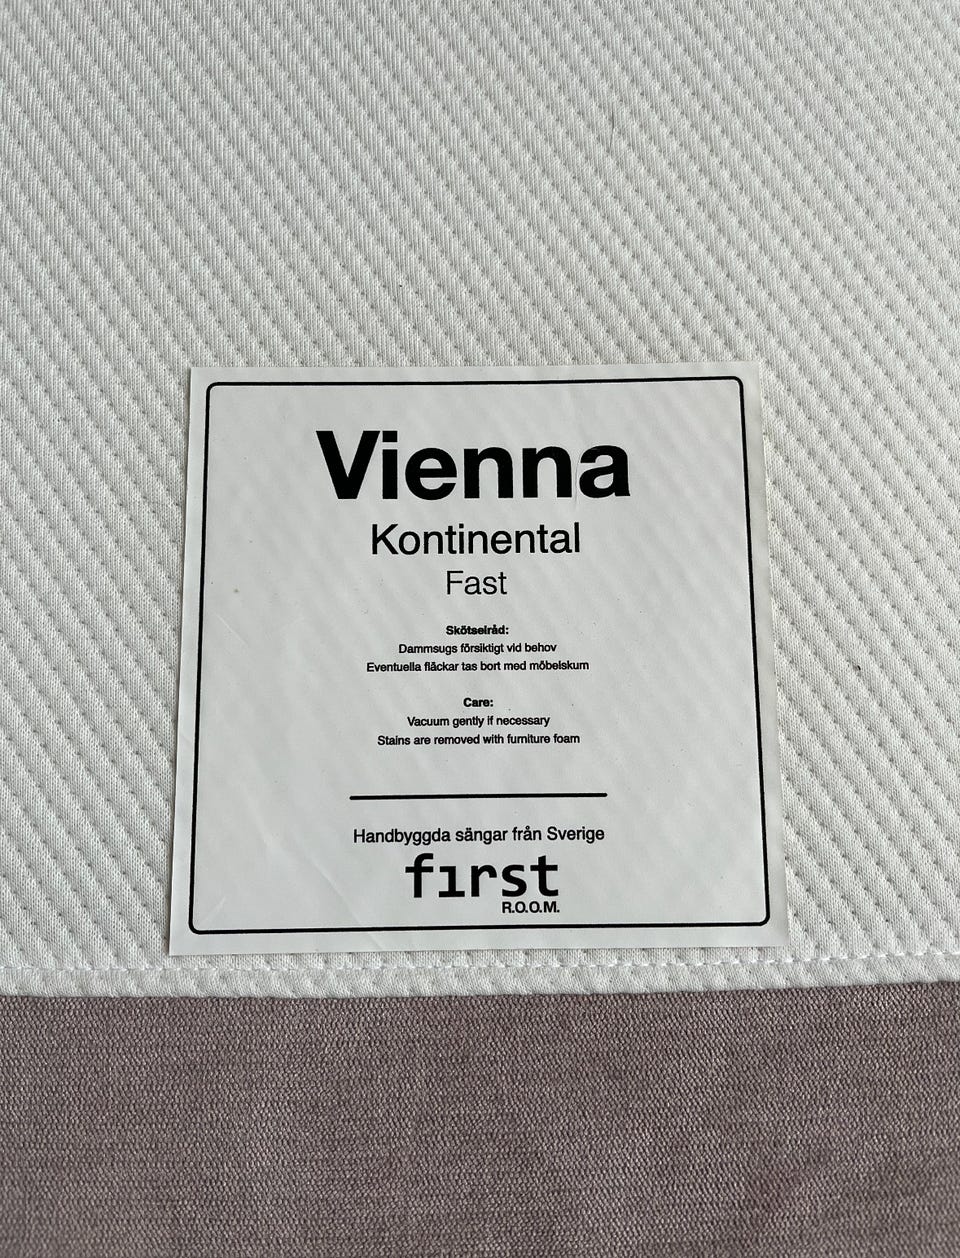 Vienna
Kontinental
Fast
Skötselråd:
Dammsugs försiktigt vid behov
Eventuella fläckar tas bort med möbelskum
Care:
Vacuum gently if necessary
Stains are removed with furniture foam
Handbyggda sängar från Sverige
fırst
R.O.O.M.